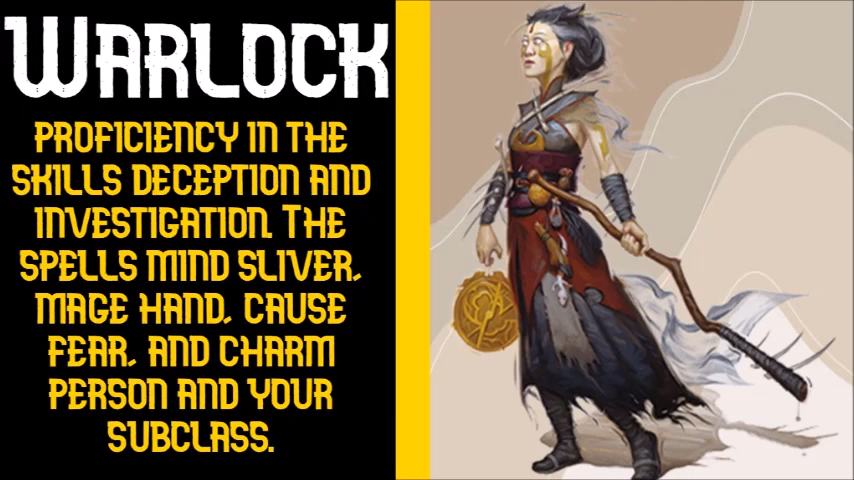 WARLOCK
PROFICIENCY IN THE
SKILLS DECEPTION AND
INVESTIGATION. THE
SPELLS MIND SLIVER,
MAGE HAND, CAUSE
FEAR, AND CHARM
PERSON AND YOUR
SUBCLASS.